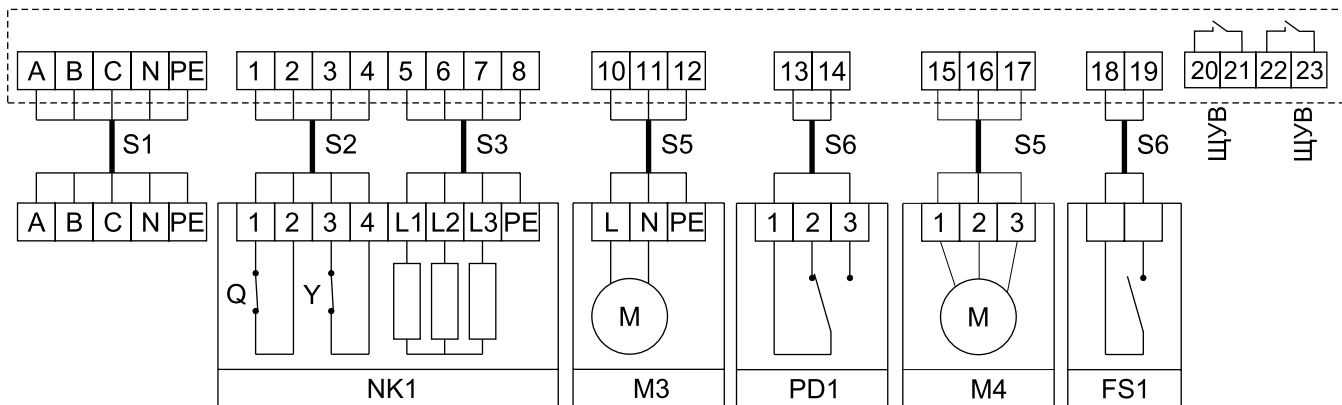 A B C N PE 1 2 3 4 5 6 7 8 10 11 12 13 14 15 16 17 18 19 20 21 22 23
S1 S2 S3 S5 S6 S5 S6 ЩУВ ЩУВ
A B C N PE 1 2 3 4 L1 L2 L3 PE L N PE 1 2 3 1 2 3
Q Y M M
NK1 M3 PD1 M4 FS1